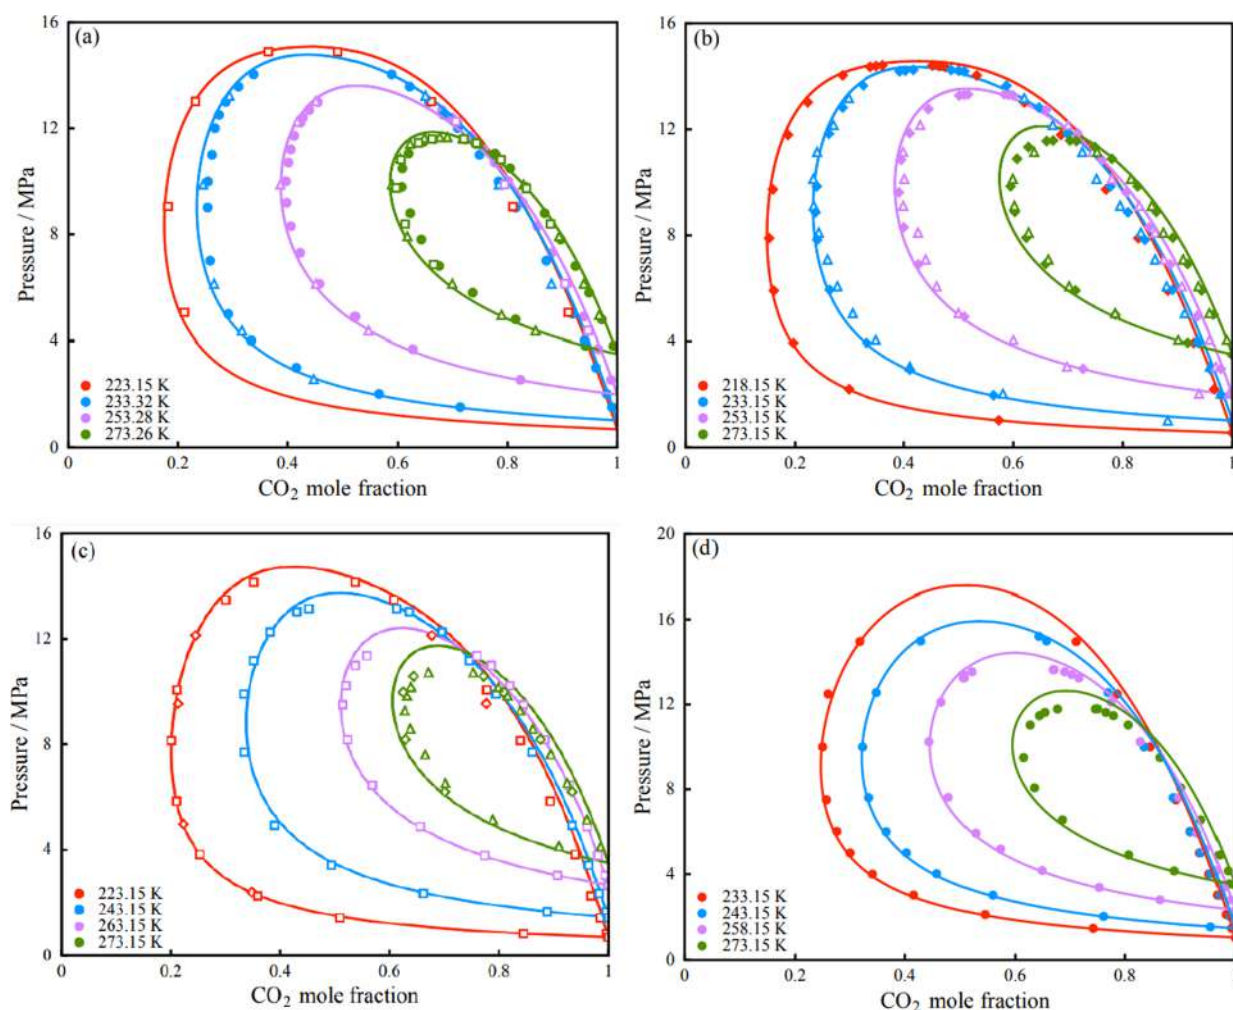 (a)
16
12
8
4
0
Pressure / MPa
223.15 K
233.32 K
253.28 K
273.26 K
0
0.2
0.4
0.6
0.8
1
CO₂ mole fraction
(b)
16
12
8
4
0
Pressure / MPa
218.15 K
233.15 K
253.15 K
273.15 K
0
0.2
0.4
0.6
0.8
1
CO₂ mole fraction
(c)
16
12
8
4
0
Pressure / MPa
223.15 K
243.15 K
263.15 K
273.15 K
0
0.2
0.4
0.6
0.8
1
CO₂ mole fraction
(d)
20
16
12
8
4
0
Pressure / MPa
233.15 K
243.15 K
258.15 K
273.15 K
0
0.2
0.4
0.6
0.8
1
CO₂ mole fraction